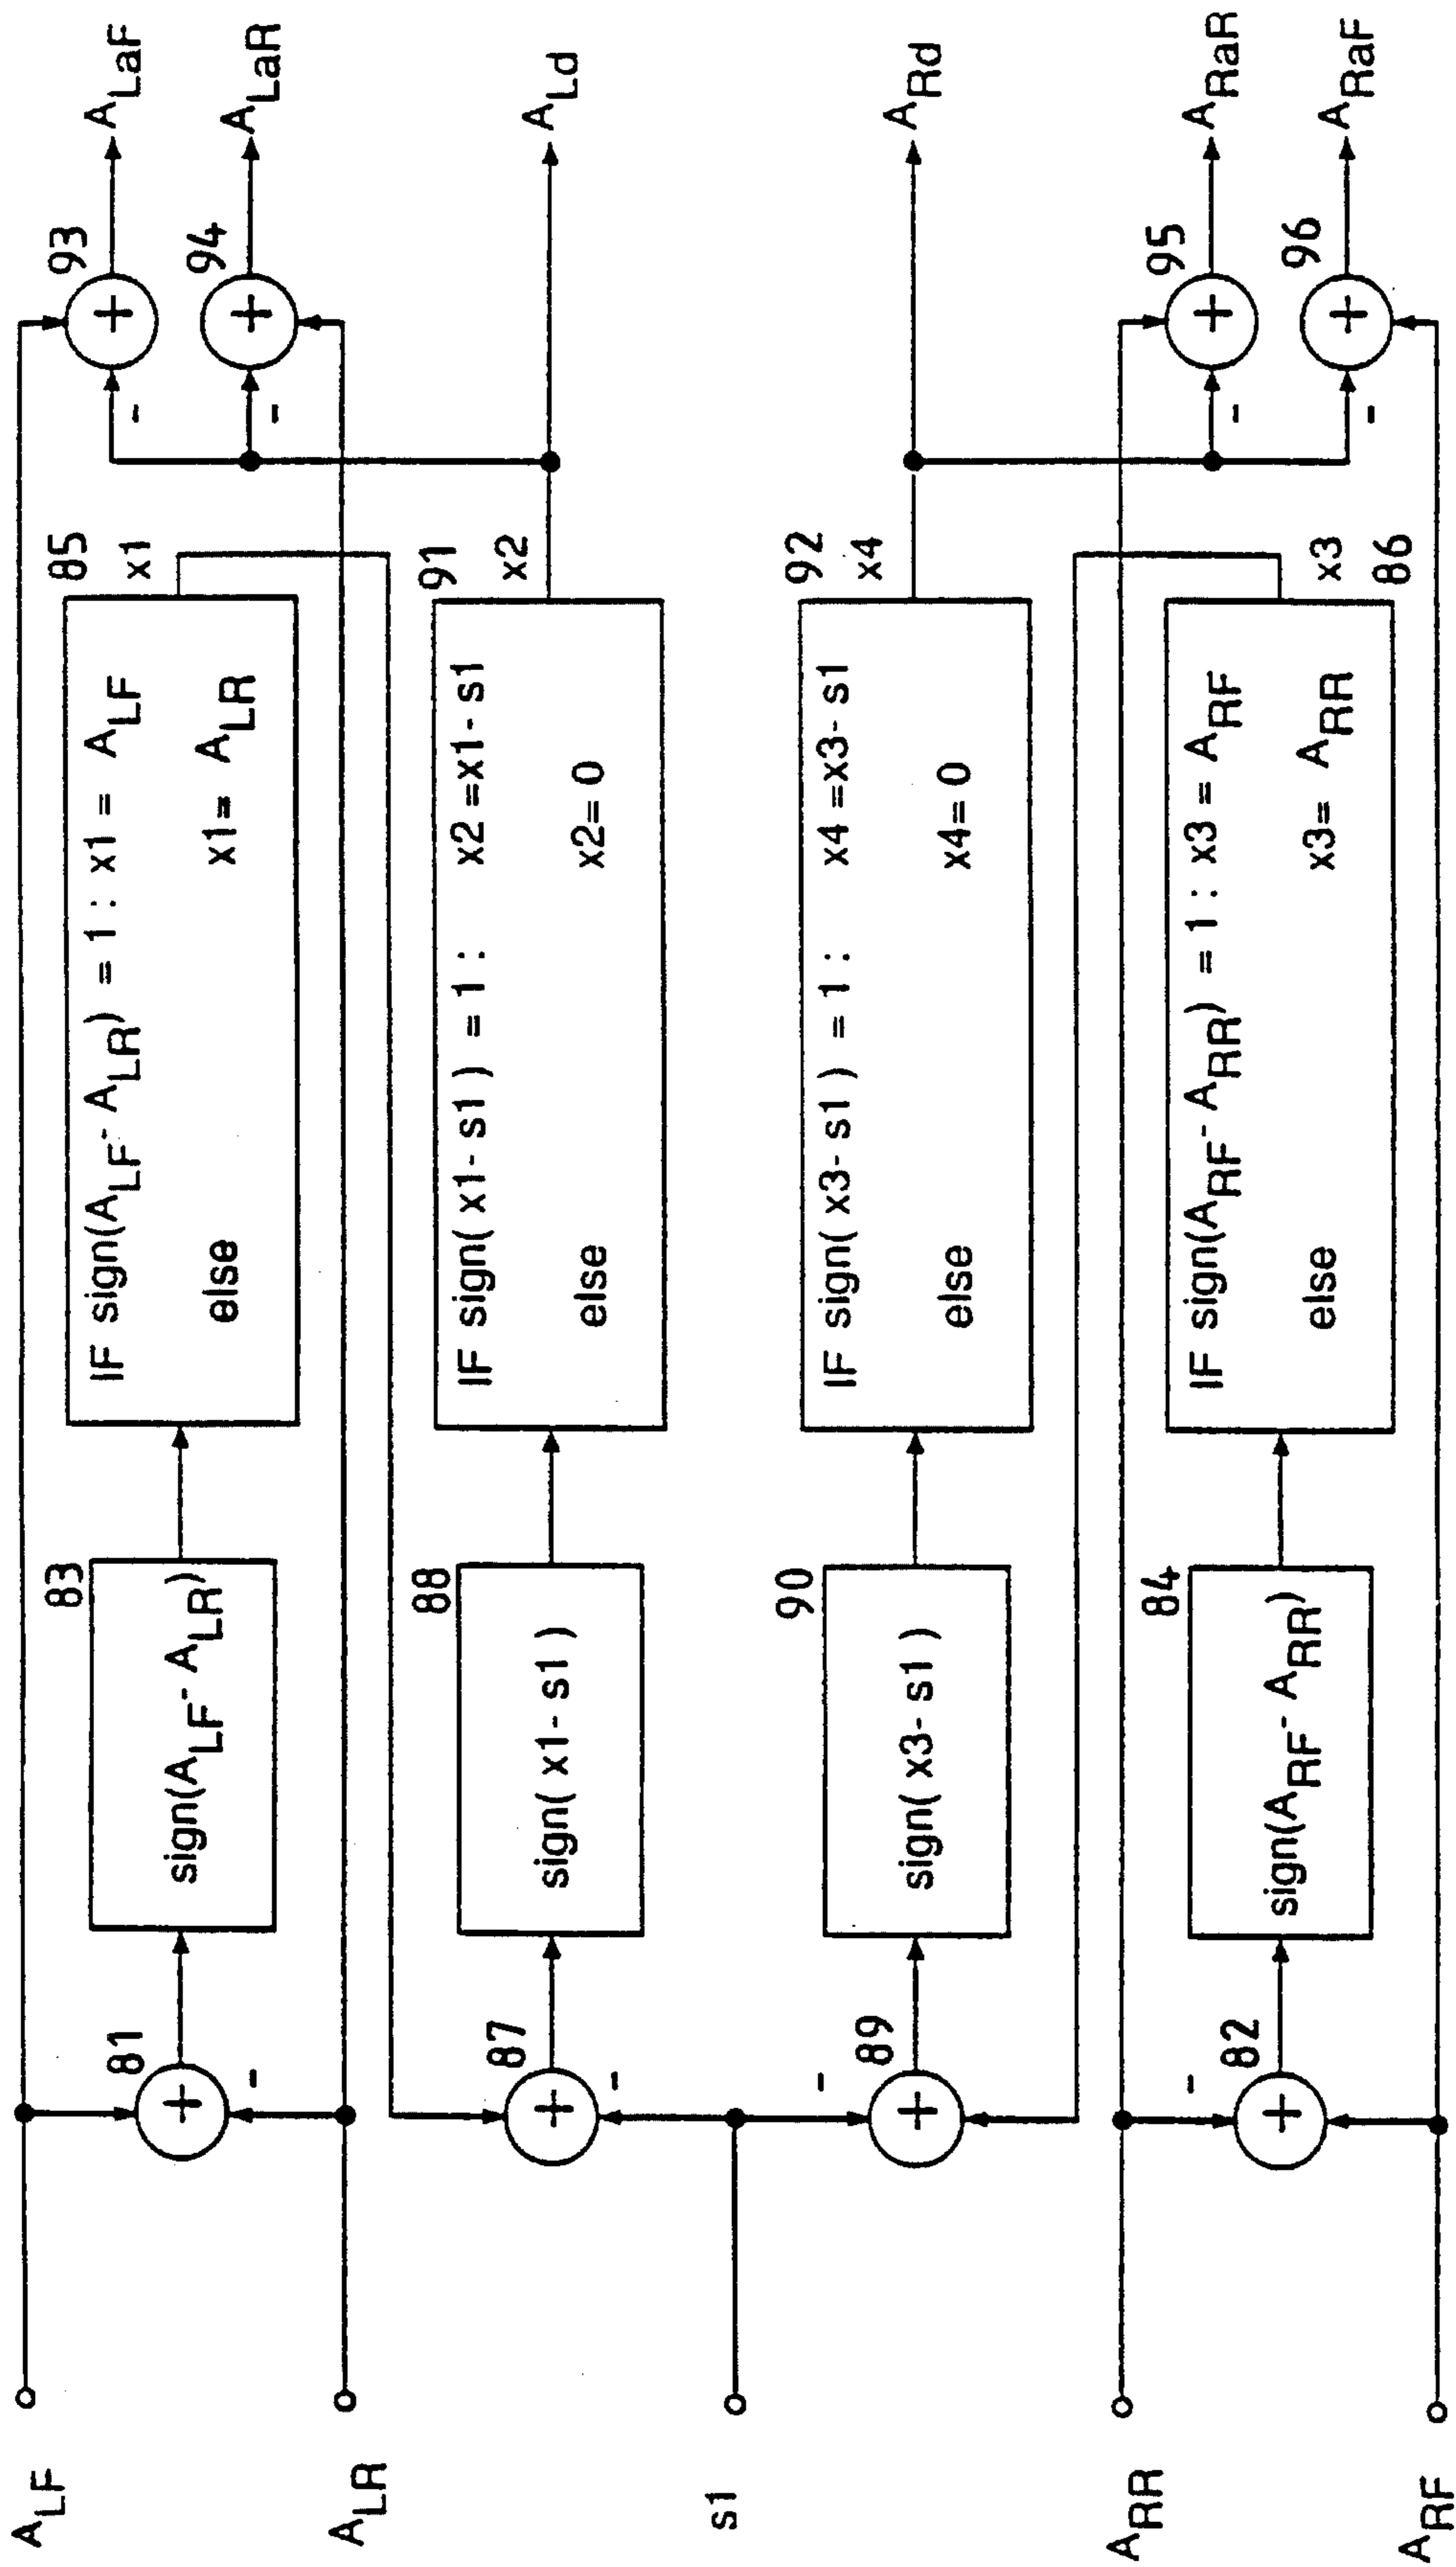 A_LF
A_LR
s1
A_RR
A_RF
81
-
+
83
sign(A_LF- A_LR)
85
x1
IF sign(A_LF- A_LR) = 1 : x1 = A_LF
else x1= A_LR
93
+
-
A_LaF
94
+
-
A_LaR
87
+
-
88
sign( x1- s1 )
91
x2
IF sign( x1- s1 ) = 1 : x2 =x1- s1
else x2= 0
A_Ld
89
-
+
90
sign( x3- s1 )
92
x4
IF sign( x3- s1 ) = 1 : x4 =x3- s1
else x4= 0
A_Rd
82
-
+
84
sign(A_RF- A_RR)
x3
86
IF sign(A_RF- A_RR) = 1 : x3 = A_RF
else x3= A_RR
95
+
-
A_RaR
96
+
-
A_RaF